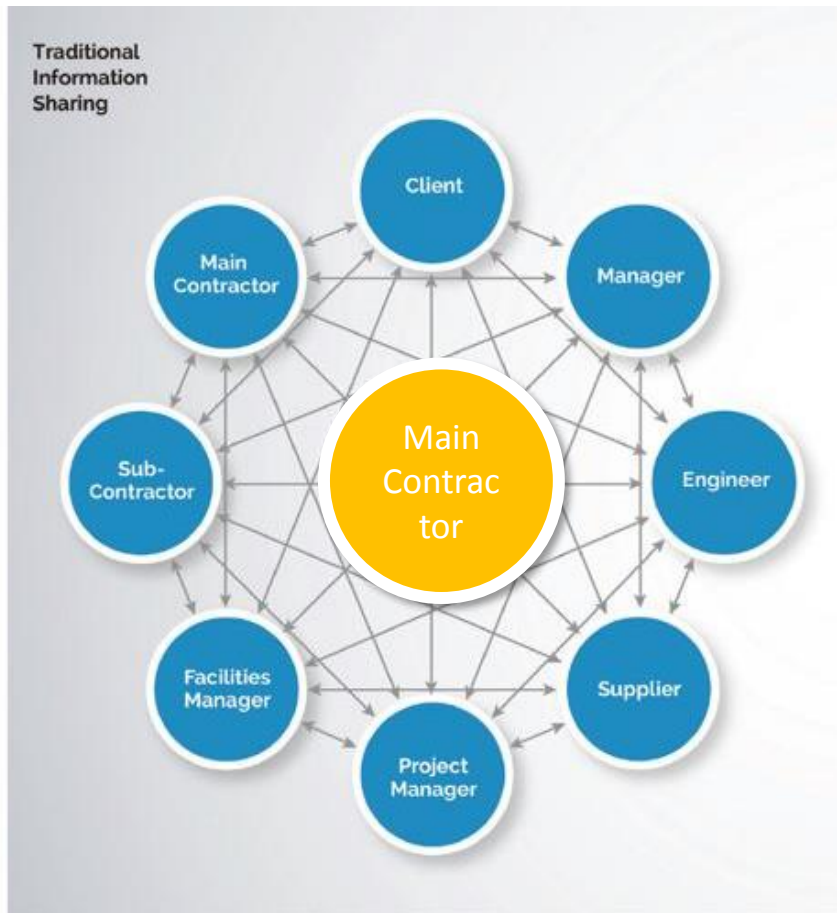 Traditional
Information
Sharing
Client
Main
Contractor
Manager
Main
Contrac
tor
Sub-
Contractor
Engineer
Facilities
Manager
Supplier
Project
Manager